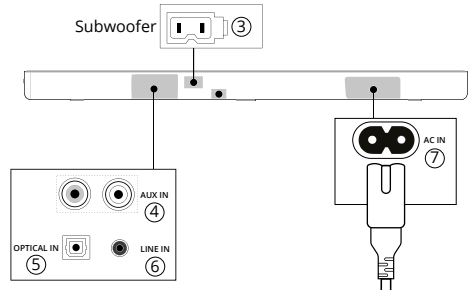 Subwoofer ③
AC IN
⑦
AUX IN
④
OPTICAL IN
⑤
LINE IN
⑥